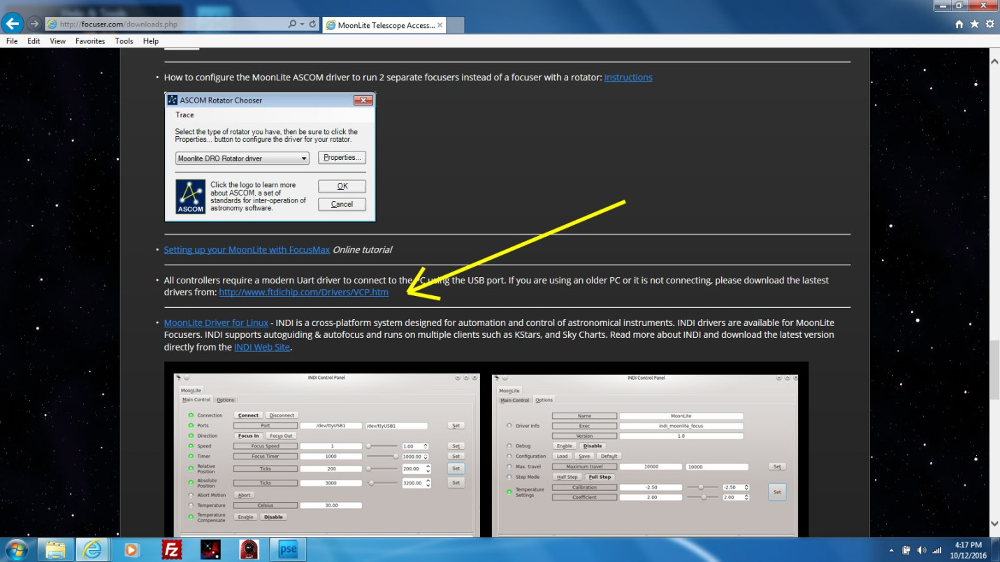 http://focuser.com/downloads.php
MoonLite Telescope Access...
File Edit View Favorites Tools Help
• How to configure the MoonLite ASCOM driver to run 2 separate focusers instead of a focuser with a rotator: Instructions
ASCOM Rotator Chooser
Trace
Select the type of rotator you have, then be sure to click the
Properties... button to configure the driver for your rotator.
Moonlite DRO Rotator driver
Properties...
Click the logo to learn more
about ASCOM, a set of
standards for inter-operation of
astronomy software.
ASCOM
OK
Cancel
• Setting up your MoonLite with FocusMax Online tutorial
• All controllers require a modern Uart driver to connect to the PC using the USB port. If you are using an older PC or it is not connecting, please download the lastest
drivers from: http://www.ftdichip.com/Drivers/VCP.htm
• MoonLite Driver for Linux - INDI is a cross-platform system designed for automation and control of astronomical instruments. INDI drivers are available for MoonLite
Focusers. INDI supports autoguiding & autofocus and runs on multiple clients such as KStars, and Sky Charts. Read more about INDI and download the latest version
directly from the INDI Web Site.
INDI Control Panel
MoonLite
Main Control Options
Connection Connect Disconnect
Ports Port /dev/ttyUSB1 /dev/ttyUSB1 Set
Direction Focus In Focus Out
Speed Focus Speed 1 1.00 Set
Timer Focus Timer 1000 1000.00 Set
Relative
Position Ticks 200 200.00 Set
Absolute
Position Ticks 3000 3200.00 Set
Abort Motion Abort
Temperature Celsius 30.00
Temperature
Compensate Enable Disable
INDI Control Panel
MoonLite
Main Control Options
Name MoonLite
Driver Info Exec indi_moonlite_focus
Version 1.0
Debug Enable Disable
Configuration Load Save Default
Max. travel Maximum travel 10000 10000 Set
Step Mode Half Step Full Step
Temperature
Settings Calibration -2.50 -2.50 Set
Coefficient 2.00 2.00
Fz
pse
4:17 PM
10/12/2016